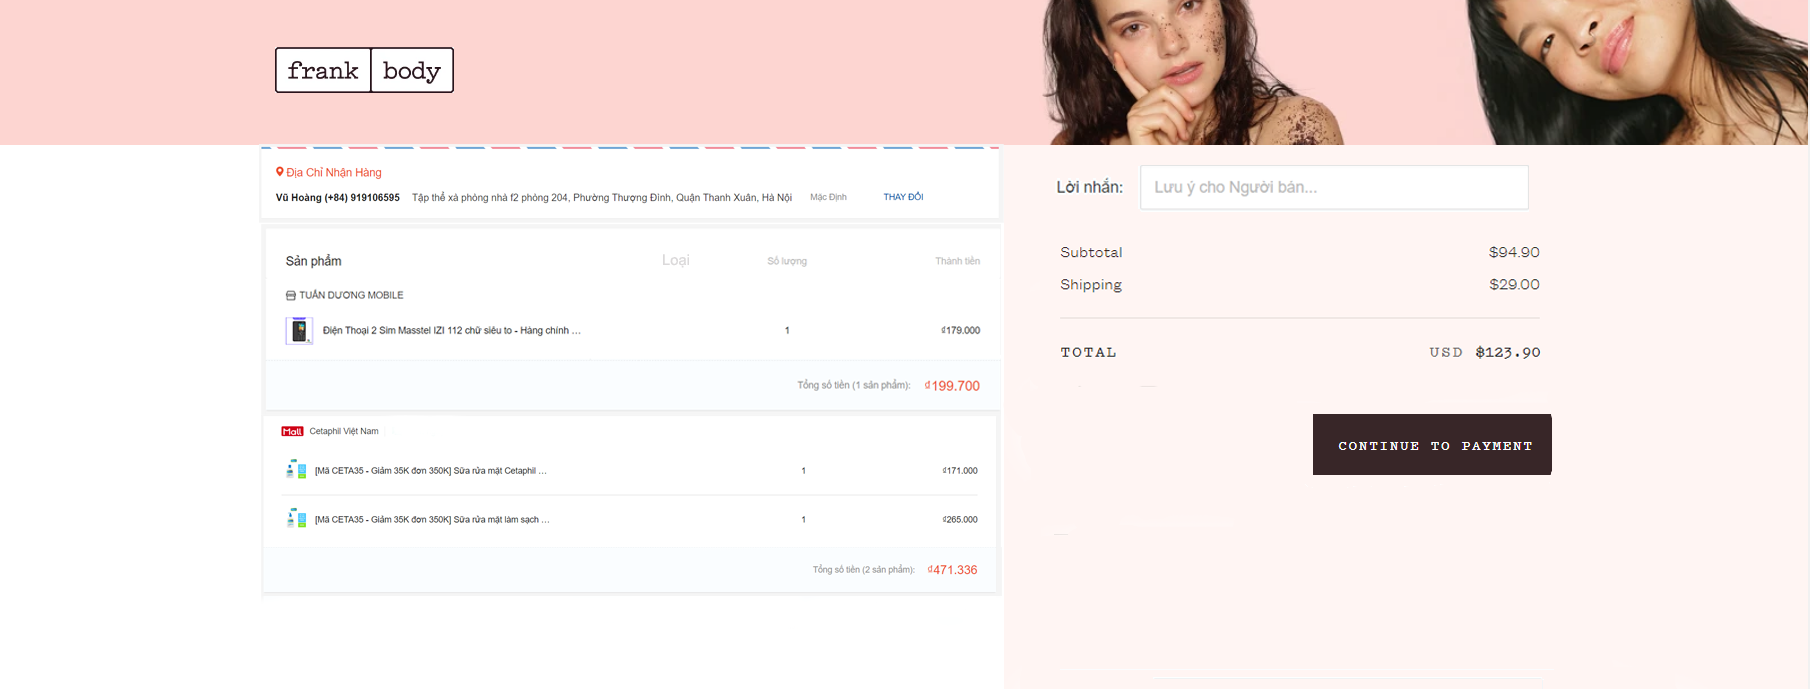 frank body
Địa Chỉ Nhận Hàng
Vũ Hoàng (+84) 919106595 Tập thể xà phòng nhà f2 phòng 204, Phường Thượng Đình, Quận Thanh Xuân, Hà Nội Mặc Định THAY ĐỔI
Sản phẩm Loại Số lượng Thành tiền
TUẤN DƯƠNG MOBILE
Điện Thoại 2 Sim Masstel IZI 112 chữ siêu to - Hàng chính ... 1 ₫179.000
Tổng số tiền (1 sản phẩm): ₫199.700
Mall Cetaphil Việt Nam
[Mã CETA35 - Giảm 35K đơn 350K] Sữa rửa mặt Cetaphil ... 1 ₫171.000
[Mã CETA35 - Giảm 35K đơn 350K] Sữa rửa mặt làm sạch ... 1 ₫265.000
Tổng số tiền (2 sản phẩm): ₫471.336
Lời nhắn: Lưu ý cho Người bán...
Subtotal $94.90
Shipping $29.00
TOTAL USD $123.90
CONTINUE TO PAYMENT